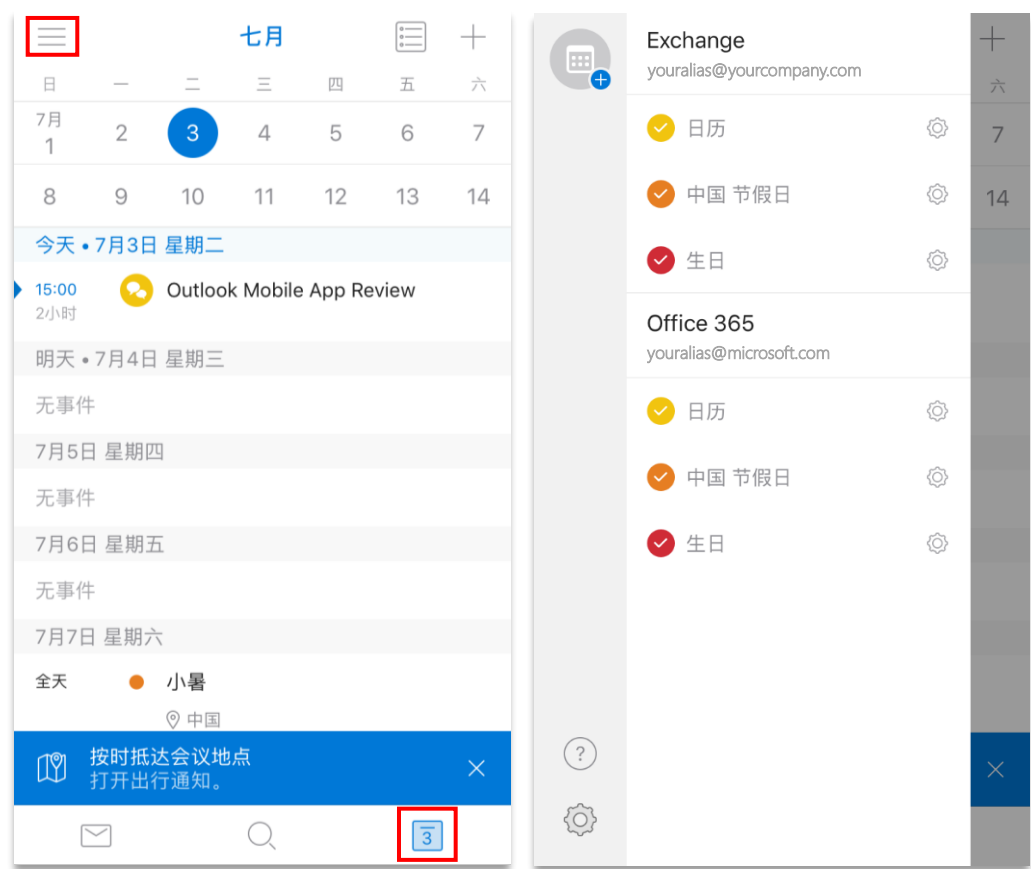 七月
日 一 二 三 四 五 六
7月
1 2 3 4 5 6 7
8 9 10 11 12 13 14
今天 • 7月3日 星期二
15:00 Outlook Mobile App Review
2小时
明天 • 7月4日 星期三
无事件
7月5日 星期四
无事件
7月6日 星期五
无事件
7月7日 星期六
全天 小暑
中国
按时抵达会议地点
打开出行通知。
3
Exchange
youralias@yourcompany.com
日历
中国 节假日
生日
Office 365
youralias@microsoft.com
日历
中国 节假日
生日
?
六
7
14